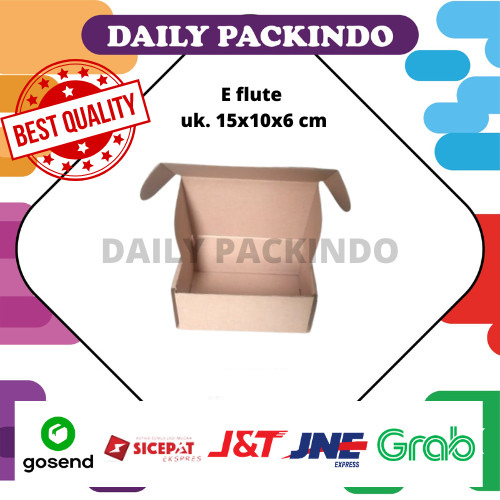 DAILY PACKINDO
BEST QUALITY
E flute
uk. 15x10x6 cm
DAILY PACKINDO
gosend
SICEPAT
EKSPRES
J&T
JNE
EXPRESS
Grab